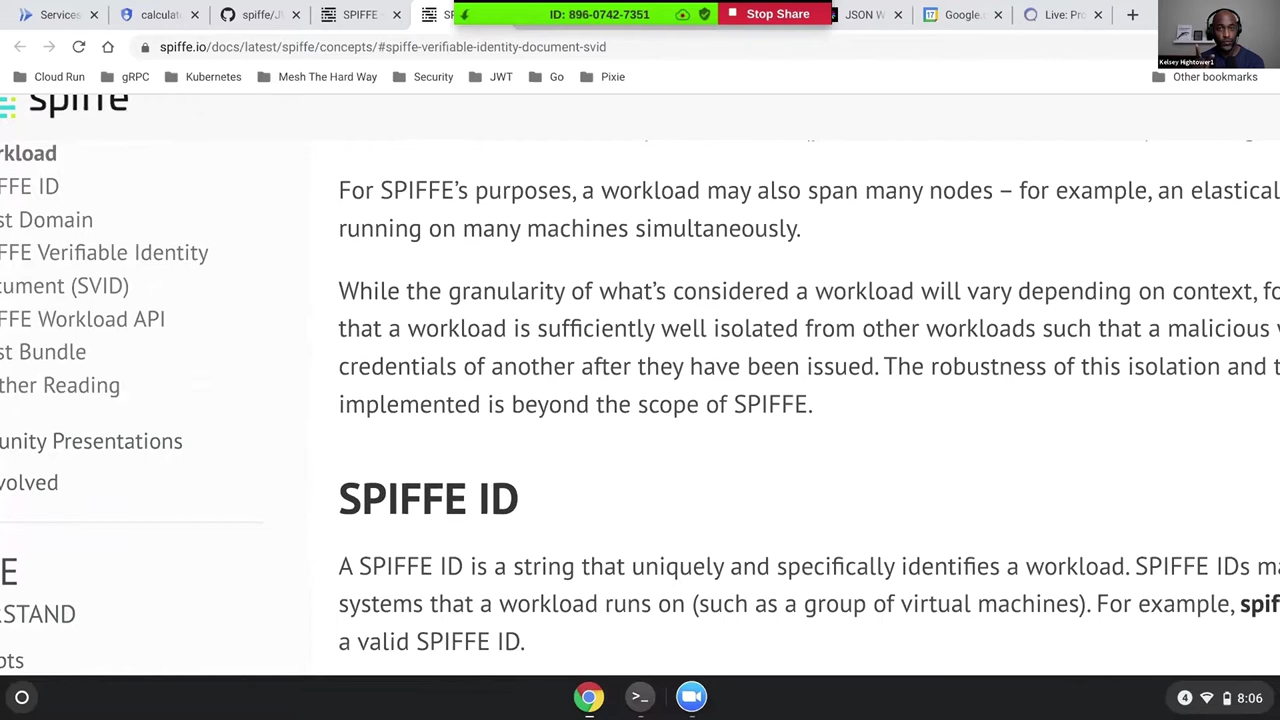 Services
calculat
spiffe/J
SPIFFE
SP
ID: 896-0742-7351
Stop Share
JSON W
Google
Live: Pro
spiffe.io/docs/latest/spiffe/concepts/#spiffe-verifiable-identity-document-svid
Kelsey Hightower1
Cloud Run
gRPC
Kubernetes
Mesh The Hard Way
Security
JWT
Go
Pixie
Other bookmarks
spiffe
rkload
FFE ID
st Domain
FFE Verifiable Identity
cument (SVID)
FFE Workload API
st Bundle
ther Reading
unity Presentations
volved
E
RSTAND
pts
For SPIFFE's purposes, a workload may also span many nodes – for example, an elastical
running on many machines simultaneously.
While the granularity of what's considered a workload will vary depending on context, fo
that a workload is sufficiently well isolated from other workloads such that a malicious
credentials of another after they have been issued. The robustness of this isolation and t
implemented is beyond the scope of SPIFFE.
SPIFFE ID
A SPIFFE ID is a string that uniquely and specifically identifies a workload. SPIFFE IDs ma
systems that a workload runs on (such as a group of virtual machines). For example, spif
a valid SPIFFE ID.
4
8:06